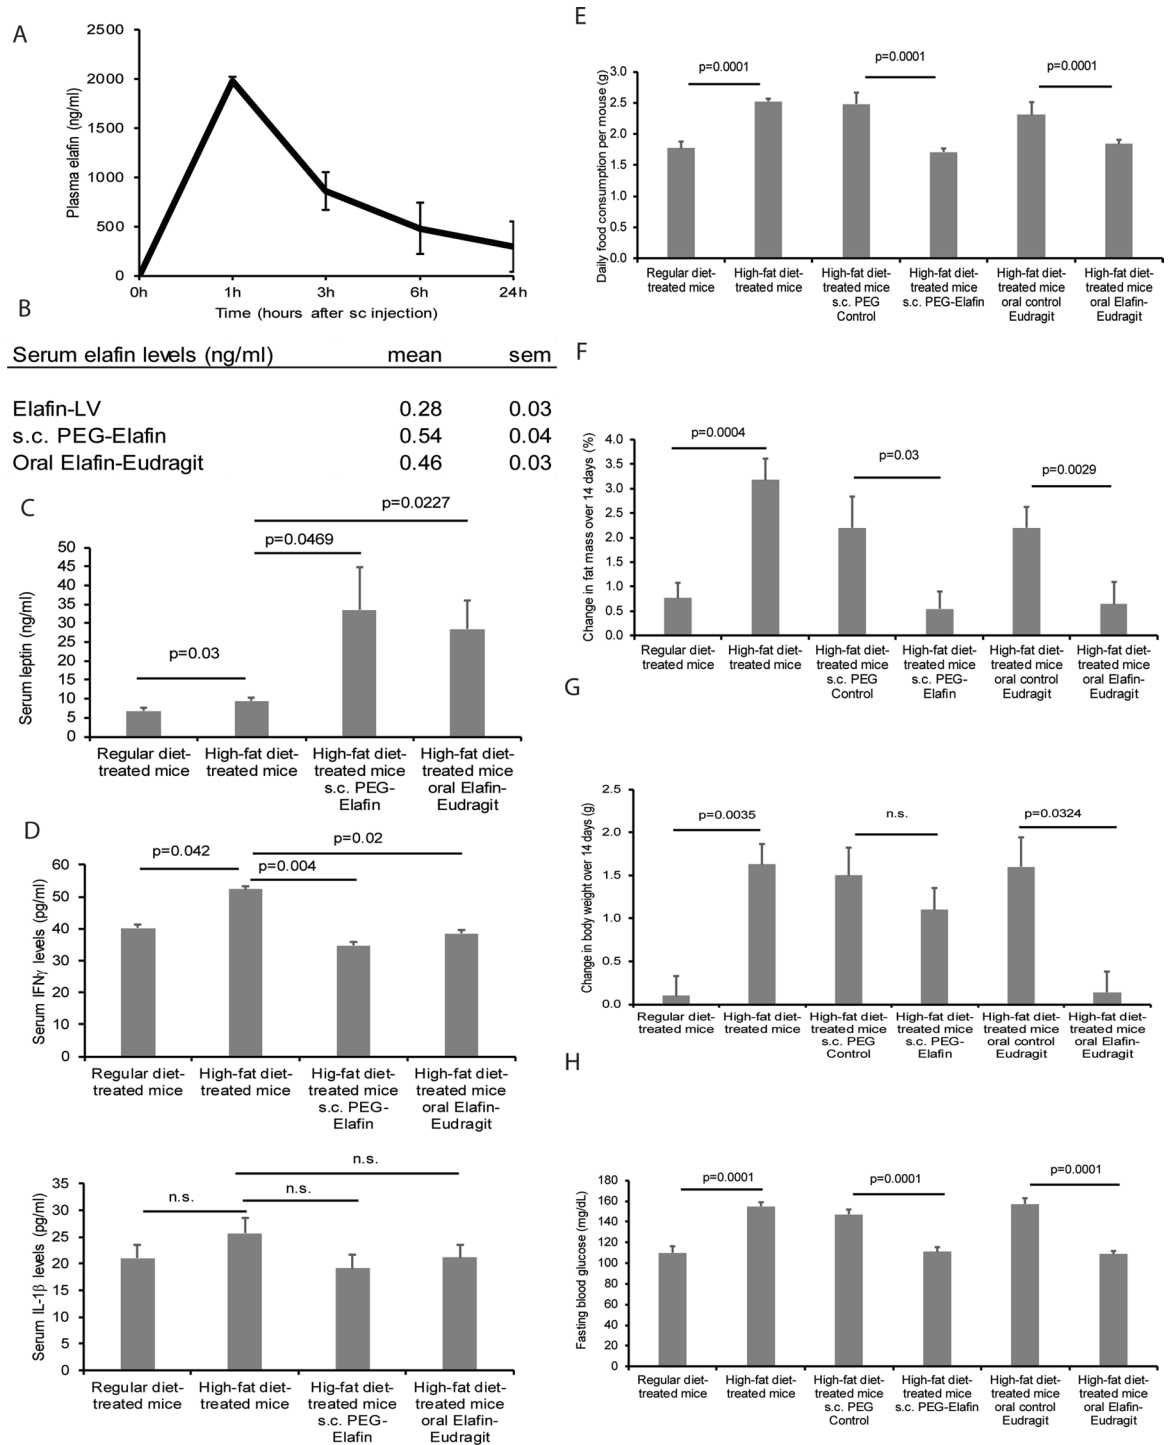 A
2500
2000
1500
1000
500
0
Plasma elafin (ng/ml)
0h 1h 3h 6h 24h
Time (hours after sc injection)
B
Serum elafin levels (ng/ml) mean sem
Elafin-LV 0.28 0.03
s.c. PEG-Elafin 0.54 0.04
Oral Elafin-Eudragit 0.46 0.03
C
p=0.0227
p=0.0469
p=0.03
50
45
40
35
30
25
20
15
10
5
0
Serum leptin (ng/ml)
Regular diet- High-fat diet- High-fat diet- High-fat diet-
treated mice treated mice treated mice treated mice
s.c. PEG- oral Elafin-
Elafin Eudragit
D
p=0.02
p=0.042
p=0.004
60
50
40
30
20
10
0
Serum IFNγ levels (pg/ml)
Regular diet- High-fat diet- Hig-fat diet- High-fat diet-
treated mice treated mice treated mice treated mice
s.c. PEG- oral Elafin-
Elafin Eudragit
n.s.
n.s.
n.s.
35
30
25
20
15
10
5
0
Serum IL-1β levels (pg/ml)
Regular diet- High-fat diet- Hig-fat diet- High-fat diet-
treated mice treated mice treated mice treated mice
s.c. PEG- oral Elafin-
Elafin Eudragit
E
p=0.0001
p=0.0001
p=0.0001
3.0
2.5
2.0
1.5
1.0
0.5
0.0
Daily food consumption per mouse (g)
Regular diet- High-fat diet- High-fat diet- High-fat diet- High-fat diet- High-fat diet-
treated mice treated mice treated mice treated mice treated mice treated mice
s.c. PEG s.c. PEG-Elafin oral control oral Elafin-
Control Eudragit Eudragit
F
p=0.0004
p=0.03
p=0.0029
4.0
3.5
3.0
2.5
2.0
1.5
1.0
0.5
0.0
Change in fat mass over 14 days (%)
Regular diet- High-fat diet- High-fat diet- High-fat diet- High-fat diet- High-fat diet-
treated mice treated mice treated mice treated mice treated mice treated mice
s.c. PEG s.c. PEG- oral control oral Elafin-
Control Elafin Eudragit Eudragit
G
p=0.0035
n.s.
p=0.0324
2.5
2.0
1.5
1.0
0.5
0.0
Change in body weight over 14 days (g)
Regular diet- High-fat diet- High-fat diet- High-fat diet- High-fat diet- High-fat diet-
treated mice treated mice treated mice treated mice treated mice treated mice
s.c. PEG s.c. PEG- oral control oral Elafin-
Control Elafin Eudragit Eudragit
H
p=0.0001
p=0.0001
p=0.0001
180
160
140
120
100
80
60
40
20
0
Fasting blood glucose (mg/dL)
Regular diet- High-fat diet- High-fat diet- High-fat diet- High-fat diet- High-fat diet-
treated mice treated mice treated mice treated mice treated mice treated mice
s.c. PEG s.c. PEG-Elafin oral control oral Elafin-
Control Eudragit Eudragit